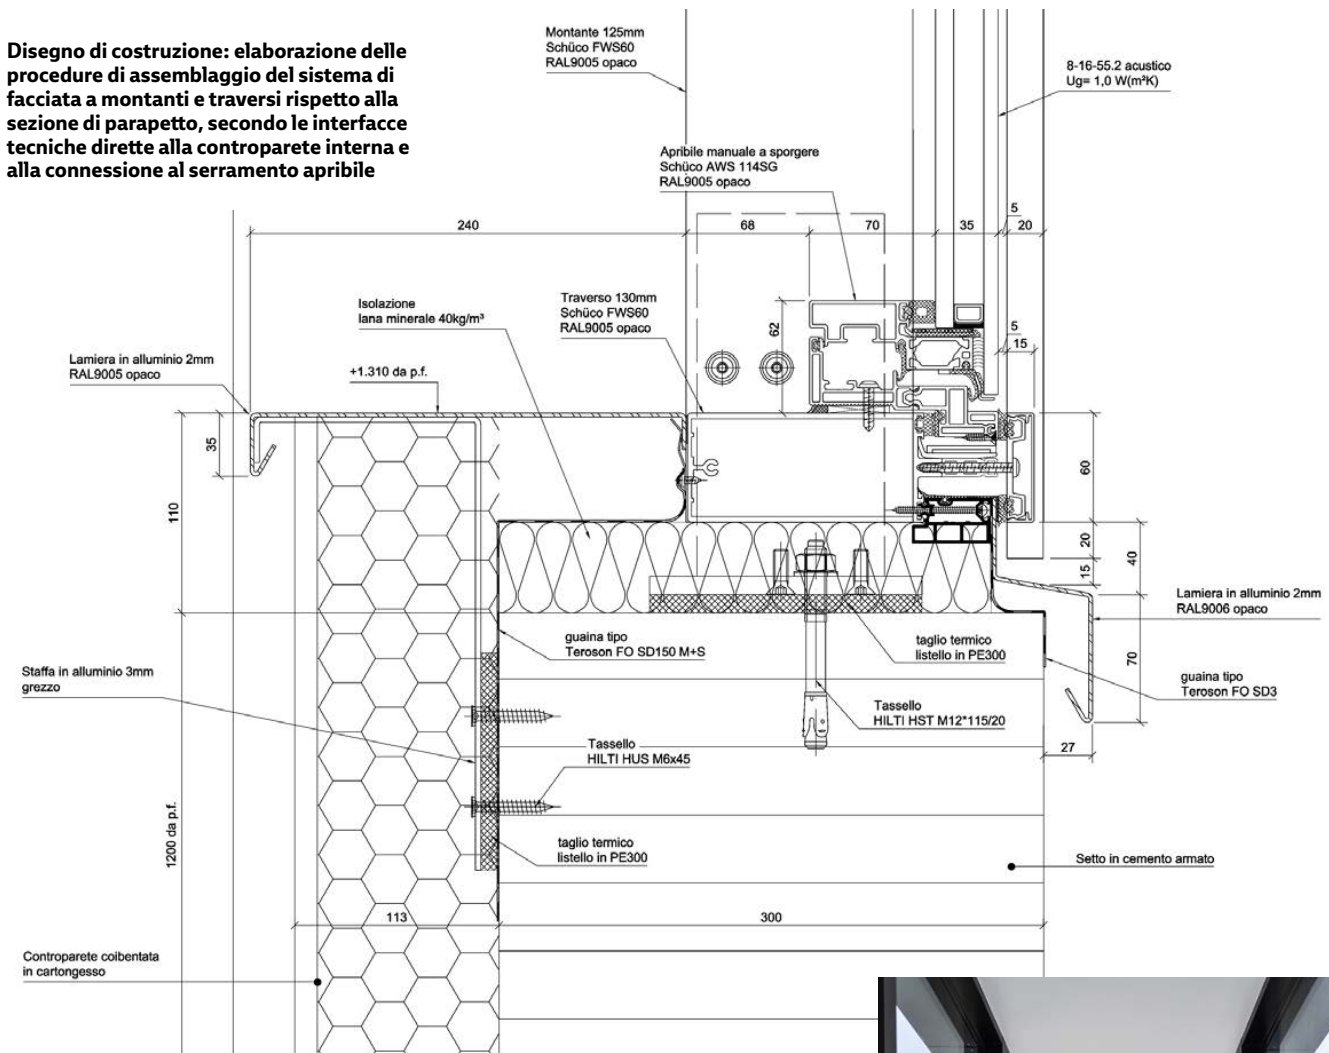 Disegno di costruzione: elaborazione delle
procedure di assemblaggio del sistema di
facciata a montanti e traversi rispetto alla
sezione di parapetto, secondo le interfacce
tecniche dirette alla controparete interna e
alla connessione al serramento apribile
Montante 125mm
Schüco FWS60
RAL9005 opaco
8-16-55.2 acustico
Ug= 1,0 W(m²K)
Apribile manuale a sporgere
Schüco AWS 114SG
RAL9005 opaco
240
68
70
35
5
20
Isolazione
lana minerale 40kg/m³
Traverso 130mm
Schüco FWS60
RAL9005 opaco
62
5
15
Lamiera in alluminio 2mm
RAL9005 opaco
+1.310 da p.f.
35
110
60
20
15
40
Lamiera in alluminio 2mm
RAL9006 opaco
70
guaina tipo
Teroson FO SD150 M+S
taglio termico
listello in PE300
Staffa in alluminio 3mm
grezzo
guaina tipo
Teroson FO SD3
Tassello
HILTI HST M12*115/20
27
Tassello
HILTI HUS M6x45
1200 da p.f.
taglio termico
listello in PE300
Setto in cemento armato
113
300
Controparete coibentata
in cartongesso